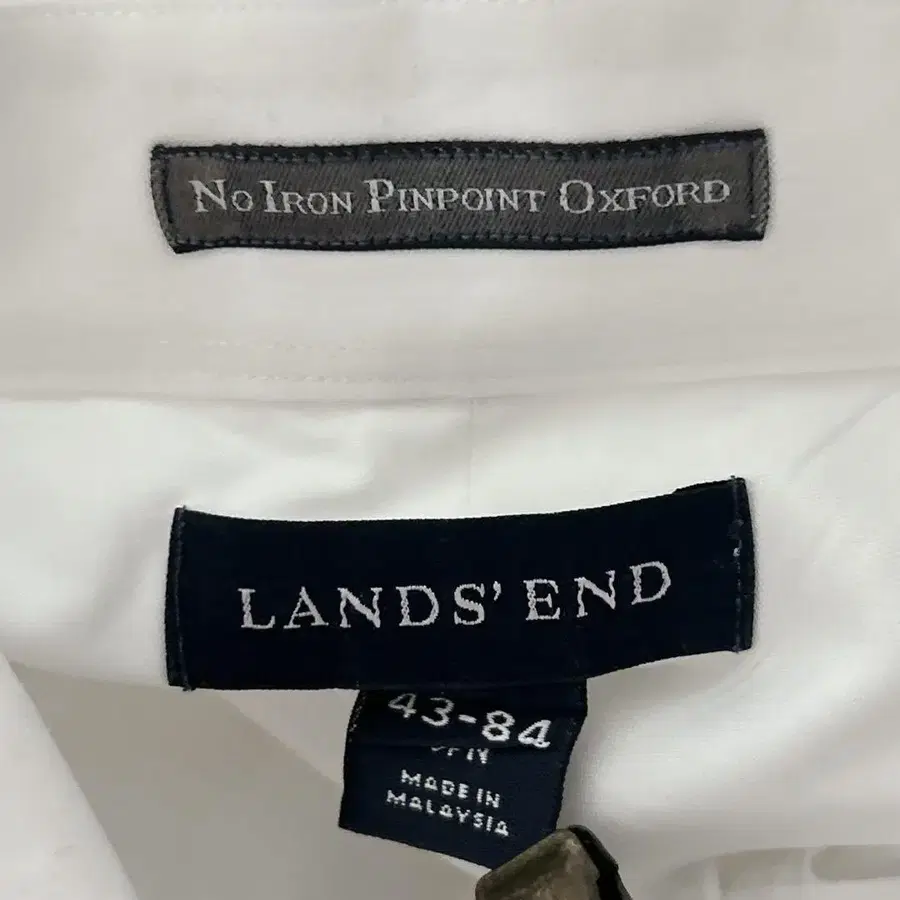 NO IRON PINPOINT OXFORD
LANDS' END
43-84
MADE IN
MALAYSIA